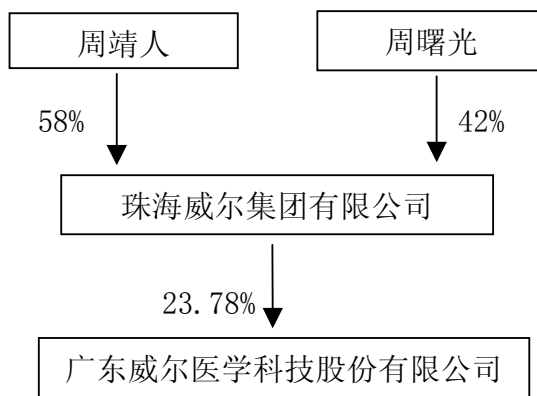 周靖人
周曙光
58%
42%
珠海威尔集团有限公司
23.78%
广东威尔医学科技股份有限公司